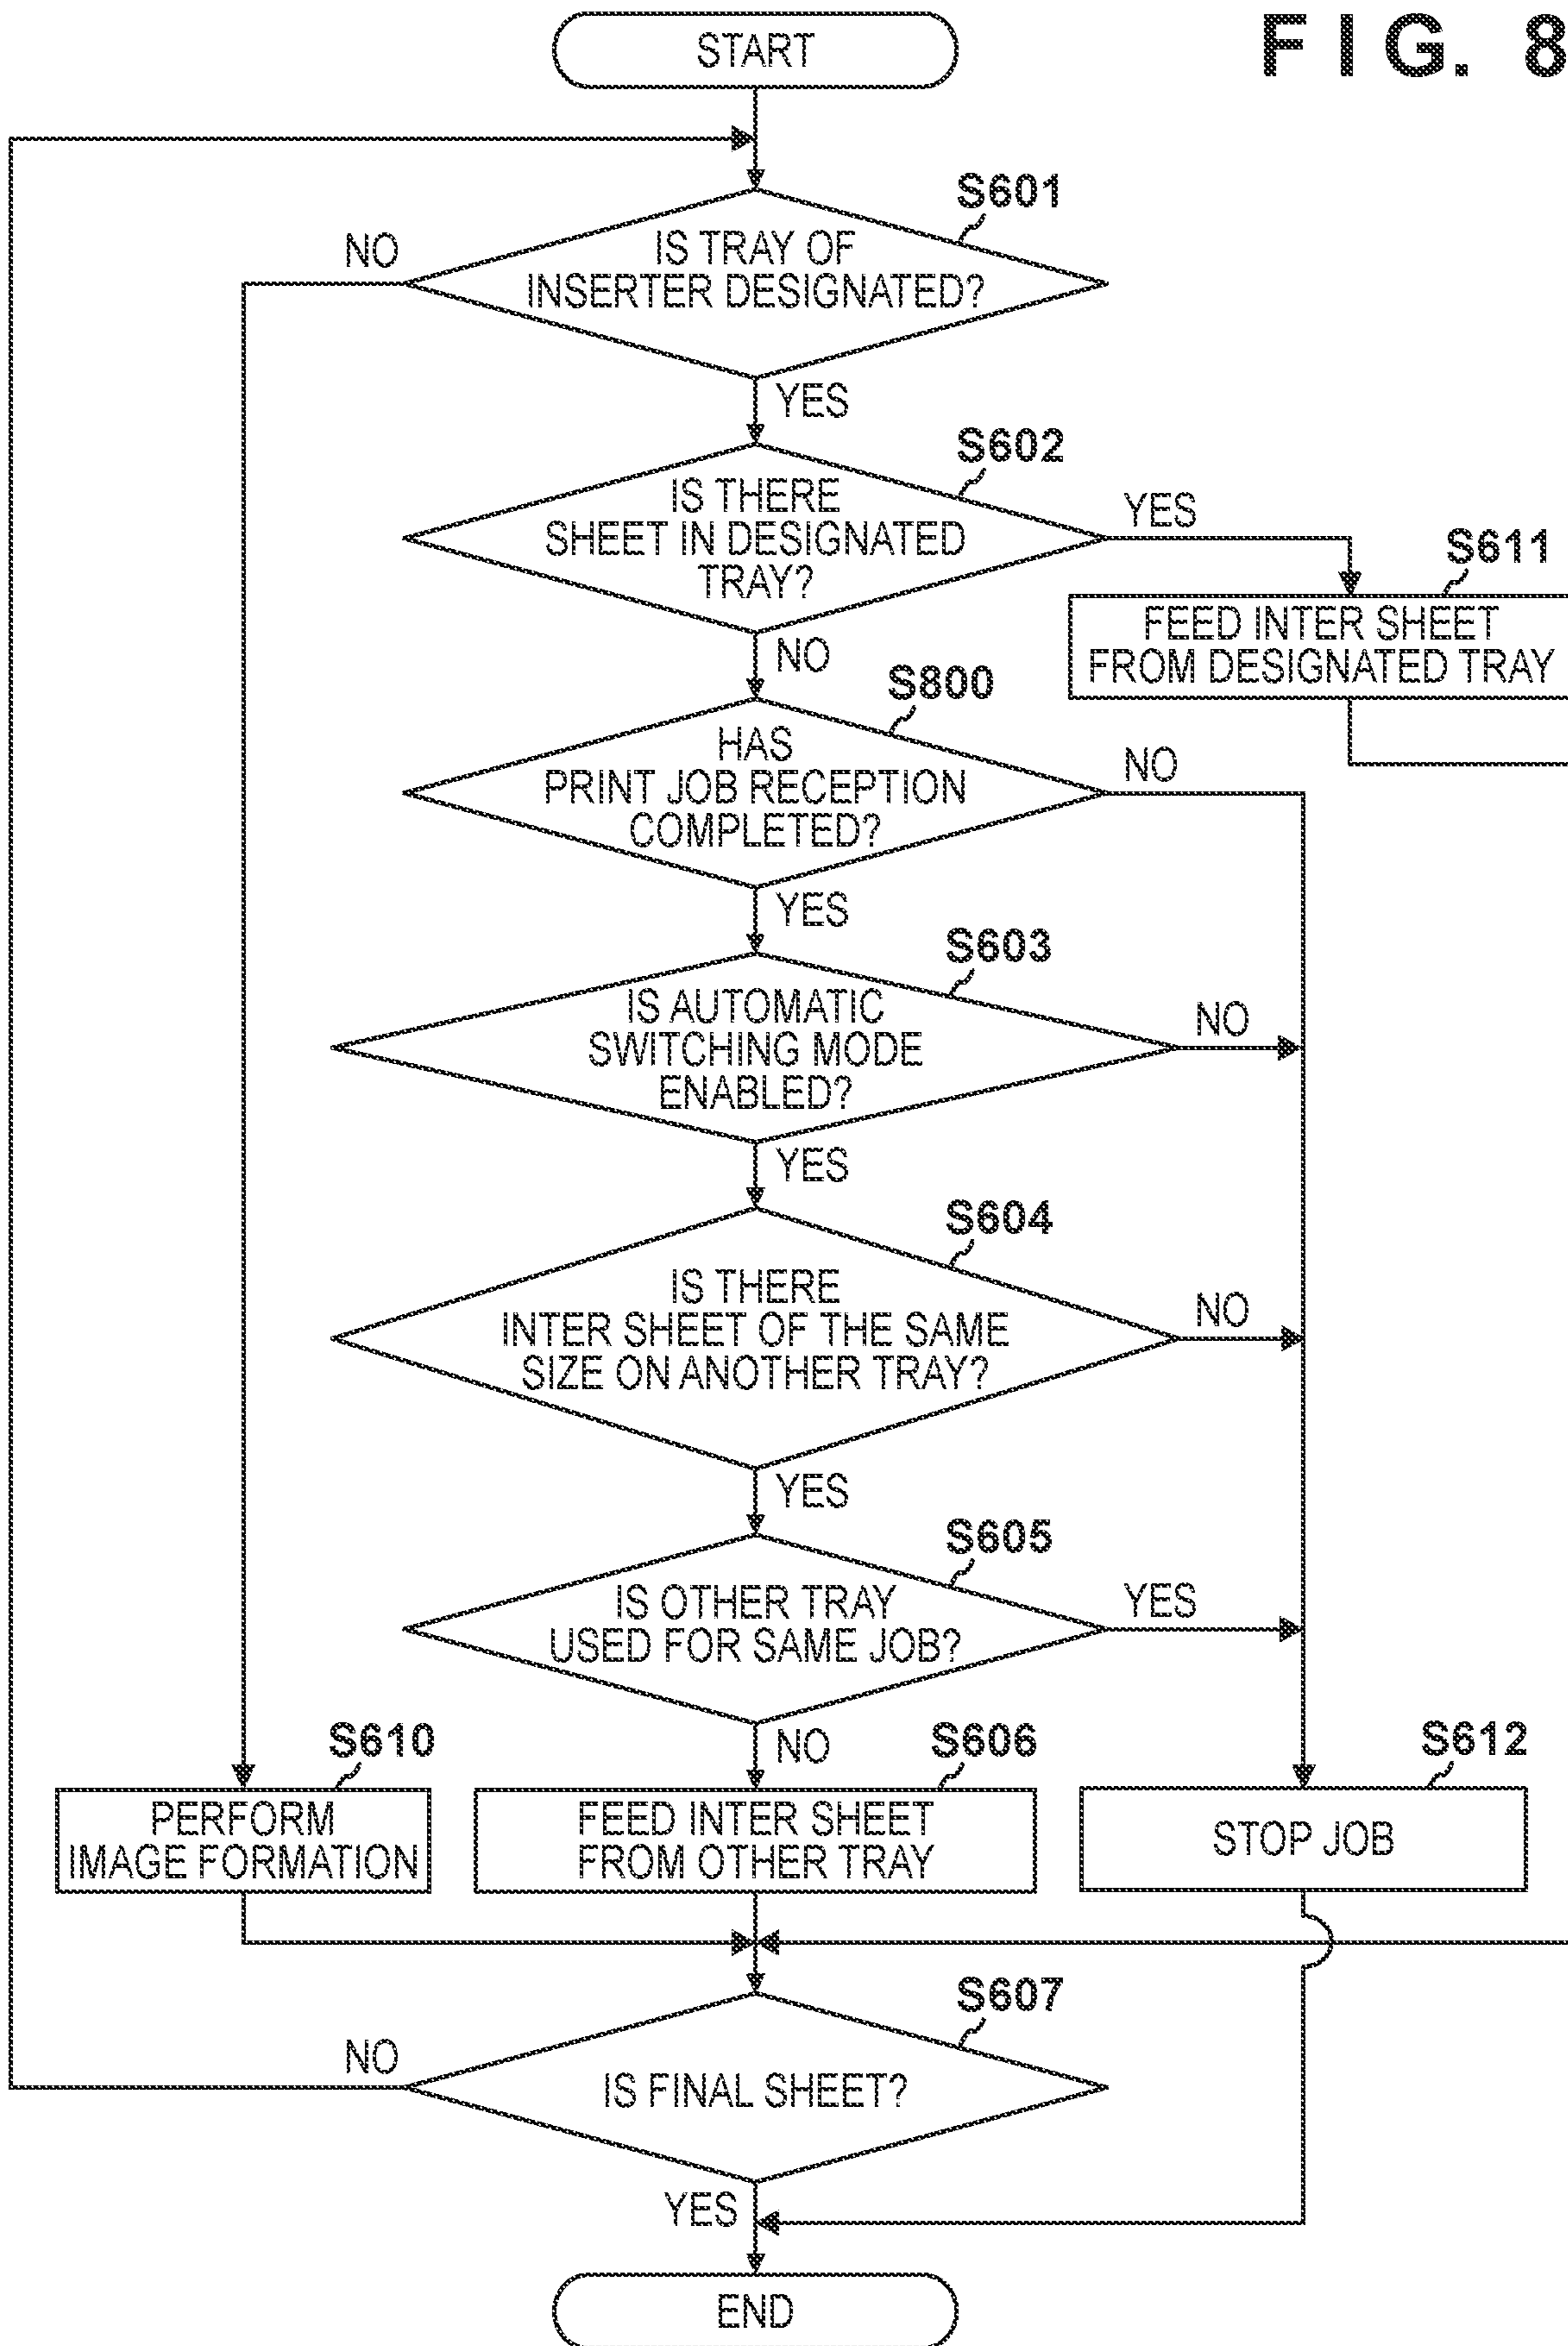 FIG. 8
START
S601
IS TRAY OF
INSERTER DESIGNATED?
NO
YES
S602
IS THERE
SHEET IN DESIGNATED
TRAY?
YES
NO
S611
FEED INTER SHEET
FROM DESIGNATED TRAY
S800
HAS
PRINT JOB RECEPTION
COMPLETED?
NO
YES
S603
IS AUTOMATIC
SWITCHING MODE
ENABLED?
NO
YES
S604
IS THERE
INTER SHEET OF THE SAME
SIZE ON ANOTHER TRAY?
NO
YES
S605
IS OTHER TRAY
USED FOR SAME JOB?
YES
NO
S610
PERFORM
IMAGE FORMATION
S606
FEED INTER SHEET
FROM OTHER TRAY
S612
STOP JOB
S607
IS FINAL SHEET?
NO
YES
END